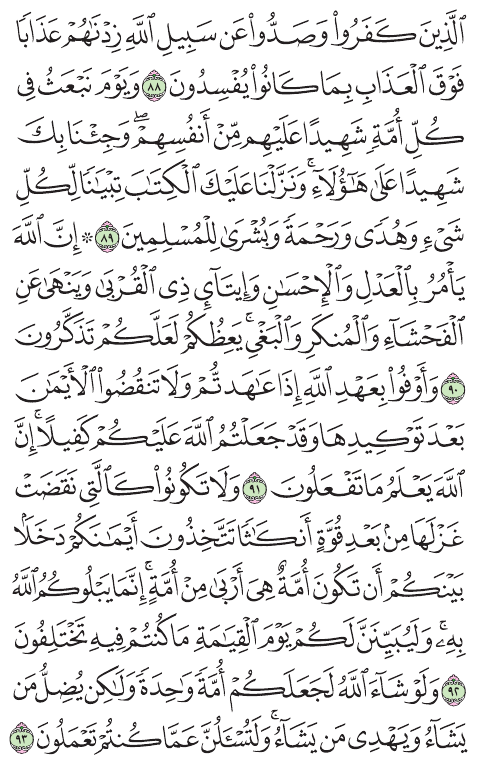 ٱلَّذِينَ كَفَرُواْ وَصَدُّواْ عَن سَبِيلِ ٱللَّهِ زِدْنَٰهُمْ عَذَابًا
فَوْقَ ٱلْعَذَابِ بِمَا كَانُواْ يُفْسِدُونَ ٨٨ وَيَوْمَ نَبْعَثُ فِى
كُلِّ أُمَّةٍ شَهِيدًا عَلَيْهِم مِّنْ أَنفُسِهِمْۖ وَجِئْنَا بِكَ
شَهِيدًا عَلَىٰ هَٰٓؤُلَآءِۚ وَنَزَّلْنَا عَلَيْكَ ٱلْكِتَٰبَ تِبْيَٰنًا لِّكُلِّ
شَىْءٍ وَهُدًى وَرَحْمَةً وَبُشْرَىٰ لِلْمُسْلِمِينَ ٨٩ ۞ إِنَّ ٱللَّهَ
يَأْمُرُ بِٱلْعَدْلِ وَٱلْإِحْسَٰنِ وَإِيتَآئِ ذِى ٱلْقُرْبَىٰ وَيَنْهَىٰ عَنِ
ٱلْفَحْشَآءِ وَٱلْمُنكَرِ وَٱلْبَغْىِۚ يَعِظُكُمْ لَعَلَّكُمْ تَذَكَّرُونَ
٩٠ وَأَوْفُواْ بِعَهْدِ ٱللَّهِ إِذَا عَٰهَدتُّمْ وَلَا تَنقُضُواْ ٱلْأَيْمَٰنَ
بَعْدَ تَوْكِيدِهَا وَقَدْ جَعَلْتُمُ ٱللَّهَ عَلَيْكُمْ كَفِيلًاۚ إِنَّ
ٱللَّهَ يَعْلَمُ مَا تَفْعَلُونَ ٩١ وَلَا تَكُونُواْ كَٱلَّتِى نَقَضَتْ
غَزْلَهَا مِنۢ بَعْدِ قُوَّةٍ أَنكَٰثًا تَتَّخِذُونَ أَيْمَٰنَكُمْ دَخَلًۢا
بَيْنَكُمْ أَن تَكُونَ أُمَّةٌ هِىَ أَرْبَىٰ مِنْ أُمَّةٍۚ إِنَّمَا يَبْلُوكُمُ ٱللَّهُ
بِهِۦۚ وَلَيُبَيِّنَنَّ لَكُمْ يَوْمَ ٱلْقِيَٰمَةِ مَا كُنتُمْ فِيهِ تَخْتَلِفُونَ
٩٢ وَلَوْ شَآءَ ٱللَّهُ لَجَعَلَكُمْ أُمَّةً وَٰحِدَةً وَلَٰكِن يُضِلُّ مَن
يَشَآءُ وَيَهْدِى مَن يَشَآءُۚ وَلَتُسْـَٔلُنَّ عَمَّا كُنتُمْ تَعْمَلُونَ ٩٣